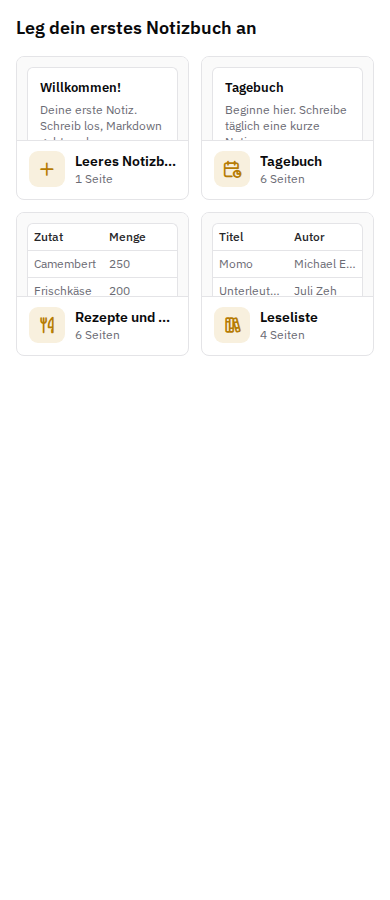 Leg dein erstes Notizbuch an
Willkommen!
Deine erste Notiz.
Schreib los, Markdown
Leeres Notizb...
1 Seite
Tagebuch
Beginne hier. Schreibe
täglich eine kurze
Tagebuch
6 Seiten
Zutat Menge
Camembert 250
Frischkäse 200
Rezepte und ...
6 Seiten
Titel Autor
Momo Michael E...
Unterleut... Juli Zeh
Leseliste
4 Seiten